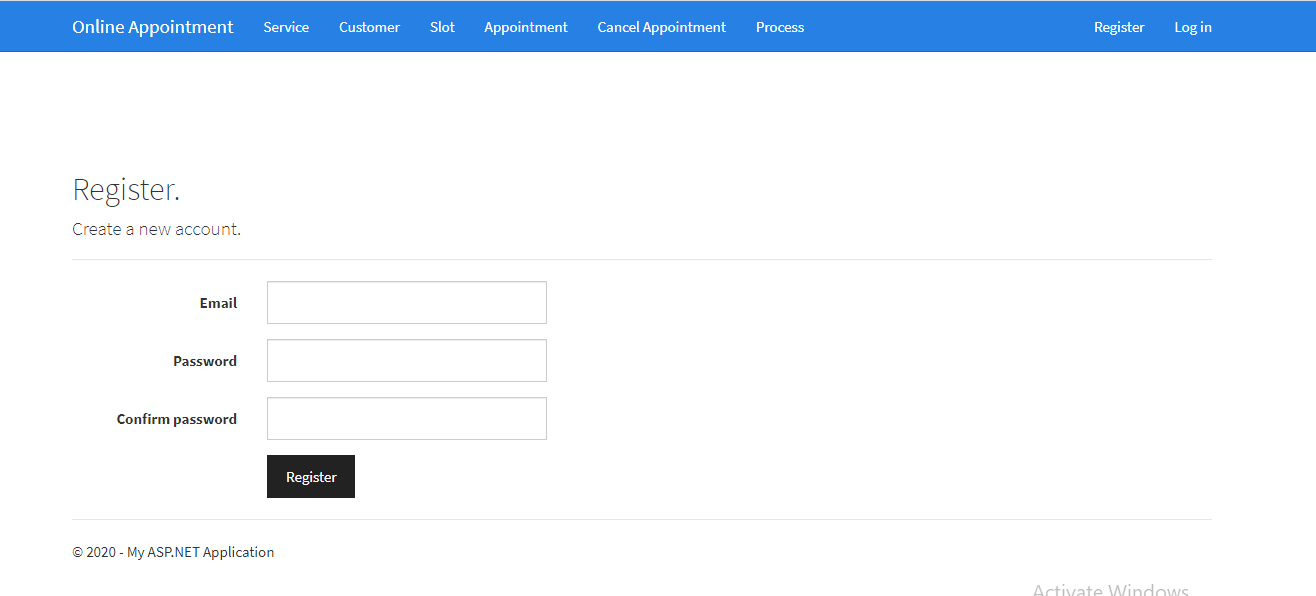 Online Appointment Service Customer Slot Appointment Cancel Appointment Process Register Log in
Register.
Create a new account.
Email
Password
Confirm password
Register
© 2020 - My ASP.NET Application
Activate Windows